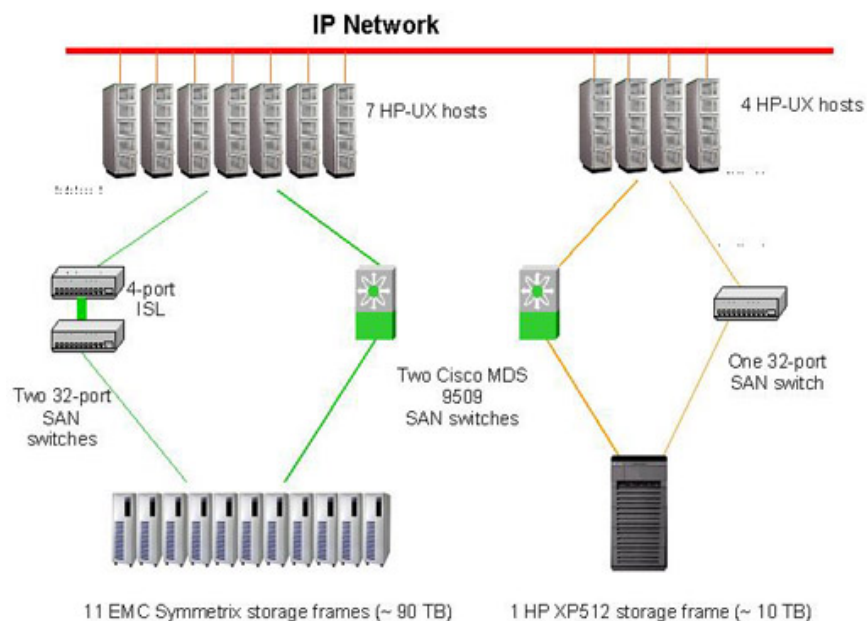 IP Network
7 HP-UX hosts
4 HP-UX hosts
4-port
ISL
Two 32-port
SAN
switches
Two Cisco MDS
9509
SAN switches
One 32-port
SAN switch
11 EMC Symmetrix storage frames (~ 90 TB)
1 HP XP512 storage frame (~ 10 TB)